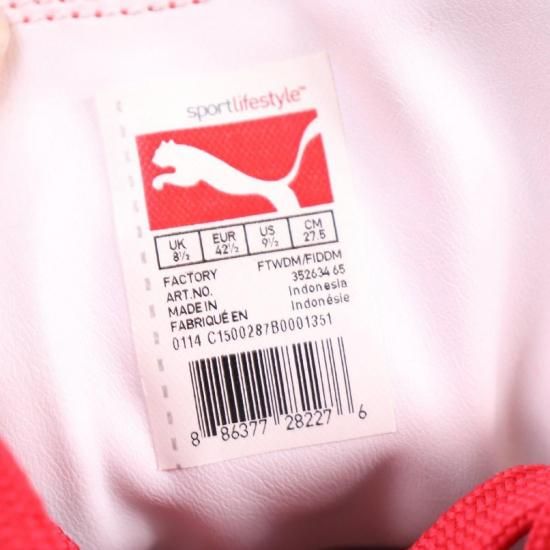 sportlifestyle™
UK EUR US CM
8½ 42½ 9½ 27.5
FACTORY FTWDM/FIDDM
ART.NO. 352634 65
MADE IN Indonesia
FABRIQUÉ EN Indonésie
0114 C1500287B0001351
8 86377 28227 6